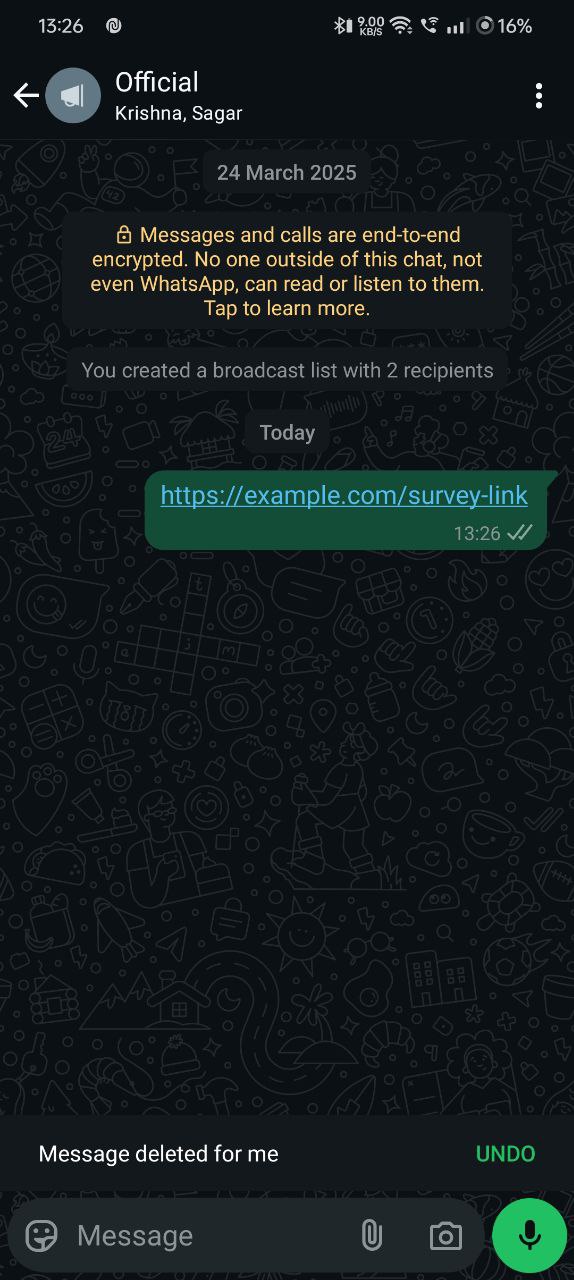 13:26
9.00
KB/S
16%
Official
Krishna, Sagar
24 March 2025
Messages and calls are end-to-end
encrypted. No one outside of this chat, not
even WhatsApp, can read or listen to them.
Tap to learn more.
You created a broadcast list with 2 recipients
Today
https://example.com/survey-link
13:26
Message deleted for me
UNDO
Message